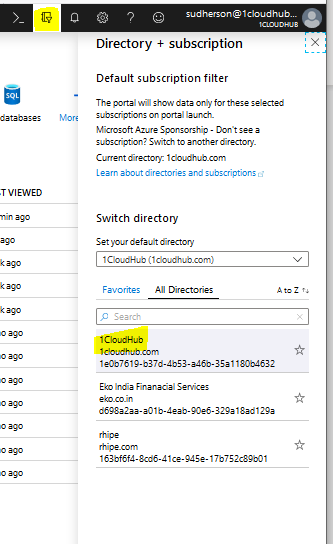 sudherson@1cloudhub...
1CLOUDHUB
SQL
databases
More
ST VIEWED
min ago
ago
k ago
k ago
k ago
k ago
k ago
o ago
o ago
o ago
o ago
o ago
Directory + subscription
Default subscription filter
The portal will show data only for these selected
subscriptions on portal launch.
Microsoft Azure Sponsorship - Don't see a
subscription? Switch to another directory.
Current directory: 1cloudhub.com
Learn about directories and subscriptions
Switch directory
Set your default directory
1CloudHub (1cloudhub.com)
Favorites All Directories A to Z ↑↓
Search
1CloudHub
1cloudhub.com
1e0b7619-b37d-4b53-a46b-35a1180b4632
Eko India Finanacial Services
eko.co.in
d698a2aa-a01b-4eab-90e6-329a18ad129a
rhipe
rhipe.com
163bf6f4-8cd6-41ce-945e-17b752c89b01